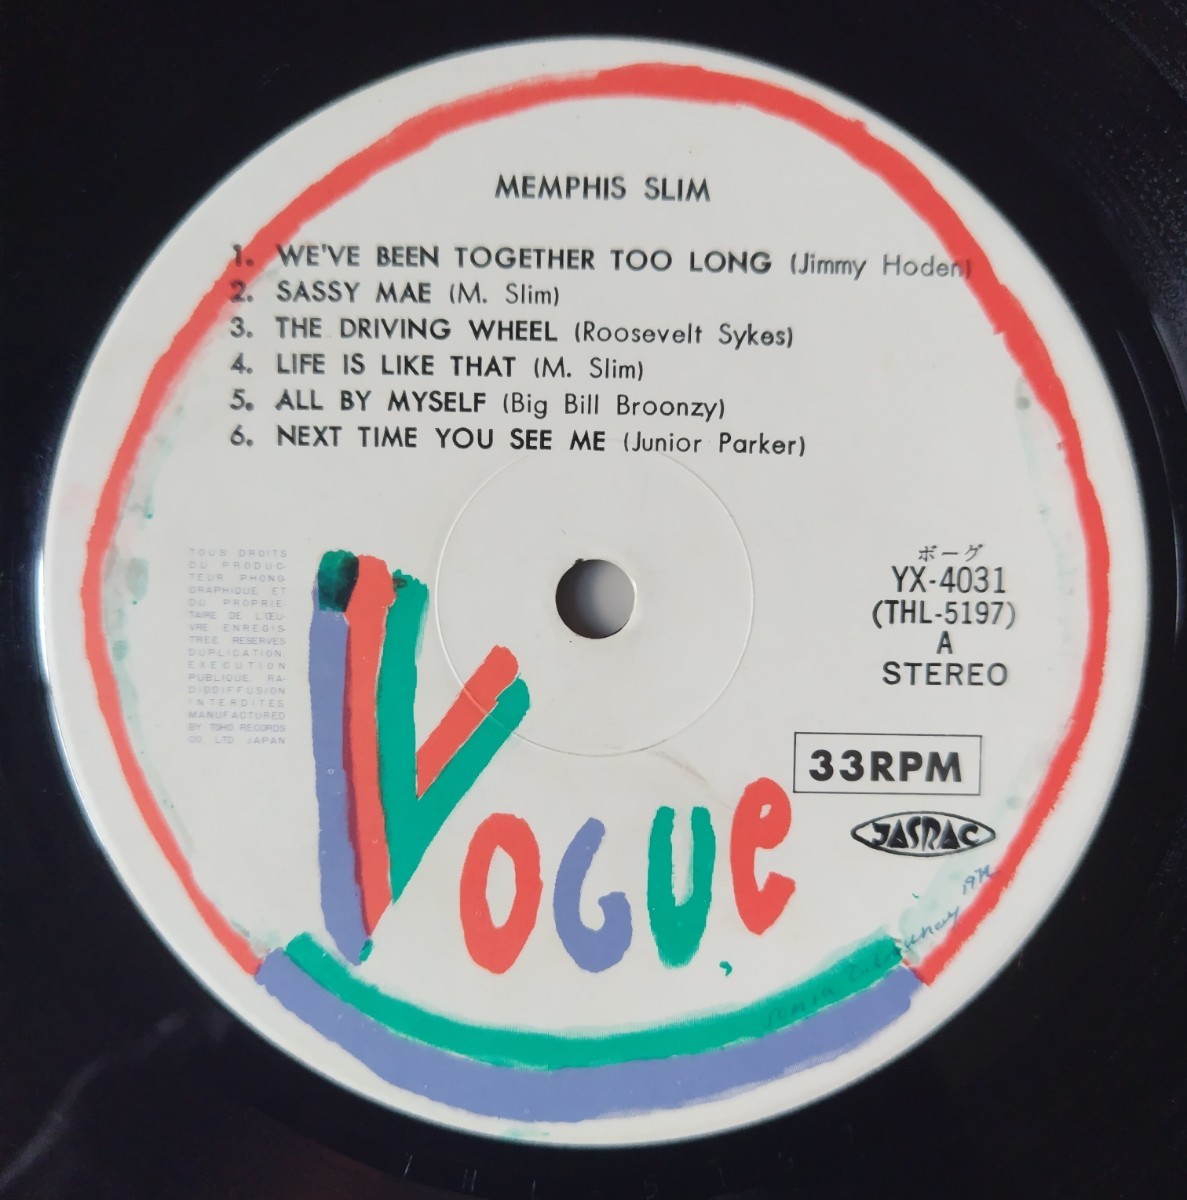 MEMPHIS SLIM
1. WE'VE BEEN TOGETHER TOO LONG (Jimmy Hoden)
2. SASSY MAE (M. Slim)
3. THE DRIVING WHEEL (Roosevelt Sykes)
4. LIFE IS LIKE THAT (M. Slim)
5. ALL BY MYSELF (Big Bill Broonzy)
6. NEXT TIME YOU SEE ME (Junior Parker)
TOUS DROITS
DU PRODUC-
TEUR PHONO-
GRAPHIQUE ET
DU PROPRIE-
TAIRE DE L'ŒU-
VRE ENREGIS-
TREE RESERVES
DUPLICATION,
EXECUTION
PUBLIQUE, RA-
DIODIFFUSION
INTERDITES
MANUFACTURED
BY TOHO RECORDS
CO., LTD. JAPAN
ボーグ
YX-4031
(THL-5197)
A
STEREO
33RPM
JASRAC
VOGUE
sonia delaunay